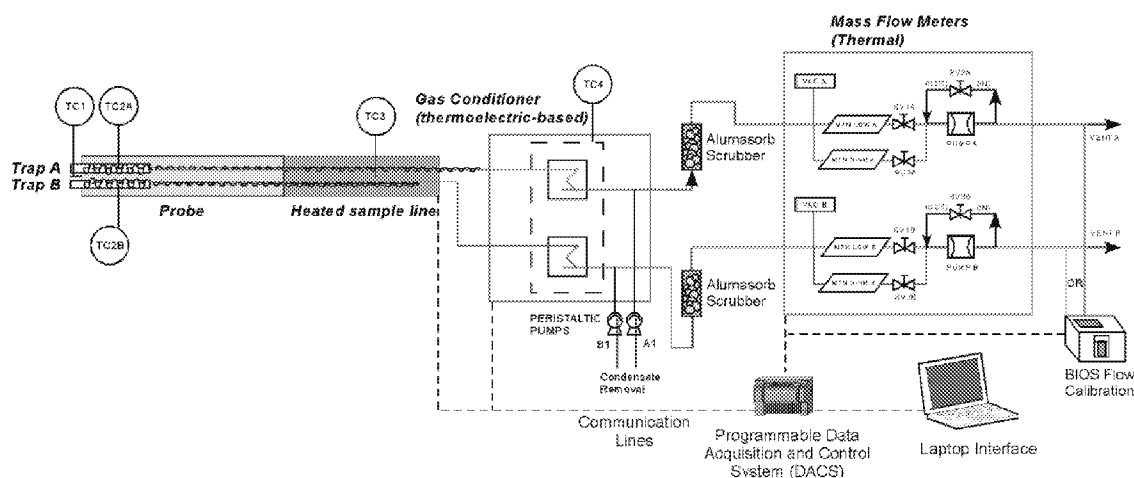 Mass Flow Meters
(Thermal)
TC1
TC2A
TC3
TC4
Gas Conditioner
(thermoelectric-based)
Trap A
Trap B
Probe
Heated sample line
TC2B
Alumasorb
Scrubber
Alumasorb
Scrubber
VAC A
PUMP A
VENT A
VAC B
PUMP B
VENT B
OR
PERISTALTIC
PUMPS
B1
A1
Condensate
Removal
BIOS Flow
Calibration
Communication
Lines
Programmable Data
Acquisition and Control
System (DACS)
Laptop Interface